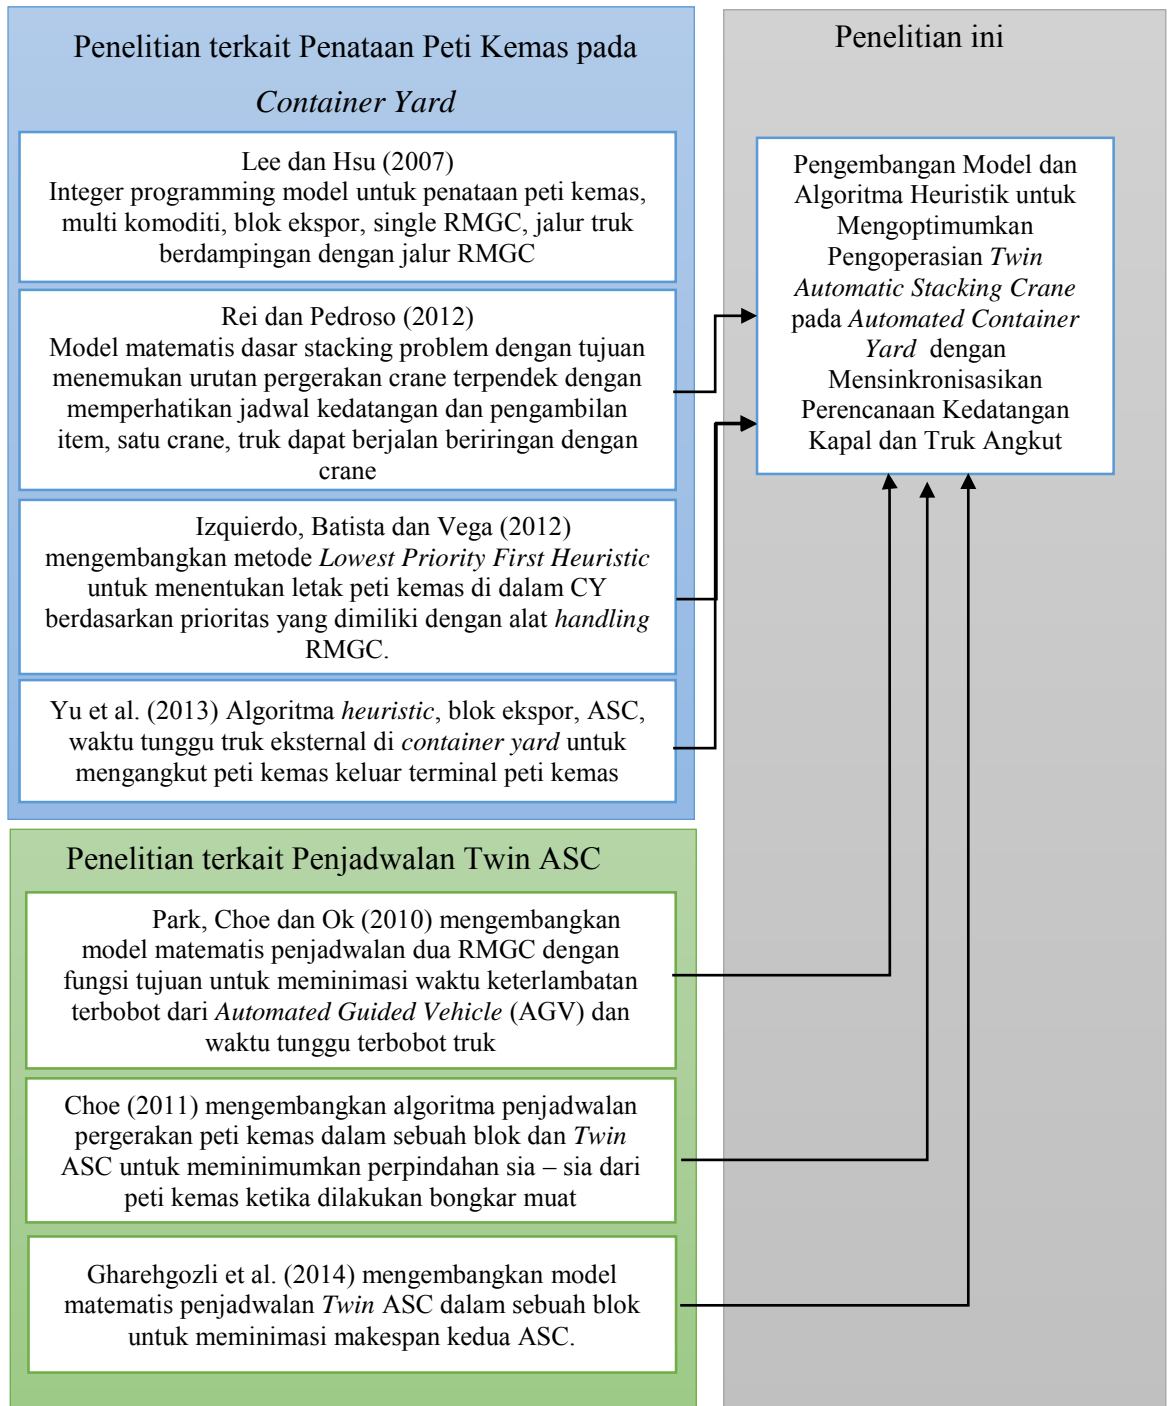 Penelitian terkait Penataan Peti Kemas pada
Container Yard
Lee dan Hsu (2007)
Integer programming model untuk penataan peti kemas,
multi komoditi, blok ekspor, single RMGC, jalur truk
berdampingan dengan jalur RMGC
Rei dan Pedroso (2012)
Model matematis dasar stacking problem dengan tujuan
menemukan urutan pergerakan crane terpendek dengan
memperhatikan jadwal kedatangan dan pengambilan
item, satu crane, truk dapat berjalan beriringan dengan
crane
Izquierdo, Batista dan Vega (2012)
mengembangkan metode Lowest Priority First Heuristic
untuk menentukan letak peti kemas di dalam CY
berdasarkan prioritas yang dimiliki dengan alat handling
RMGC.
Yu et al. (2013) Algoritma heuristic, blok ekspor, ASC,
waktu tunggu truk eksternal di container yard untuk
mengangkut peti kemas keluar terminal peti kemas
Penelitian terkait Penjadwalan Twin ASC
Park, Choe dan Ok (2010) mengembangkan
model matematis penjadwalan dua RMGC dengan
fungsi tujuan untuk meminimasi waktu keterlambatan
terbobot dari Automated Guided Vehicle (AGV) dan
waktu tunggu terbobot truk
Choe (2011) mengembangkan algoritma penjadwalan
pergerakan peti kemas dalam sebuah blok dan Twin
ASC untuk meminimumkan perpindahan sia – sia dari
peti kemas ketika dilakukan bongkar muat
Gharehgozli et al. (2014) mengembangkan model
matematis penjadwalan Twin ASC dalam sebuah blok
untuk meminimasi makespan kedua ASC.
Penelitian ini
Pengembangan Model dan
Algoritma Heuristik untuk
Mengoptimumkan
Pengoperasian Twin
Automatic Stacking Crane
pada Automated Container
Yard dengan
Mensinkronisasikan
Perencanaan Kedatangan
Kapal dan Truk Angkut